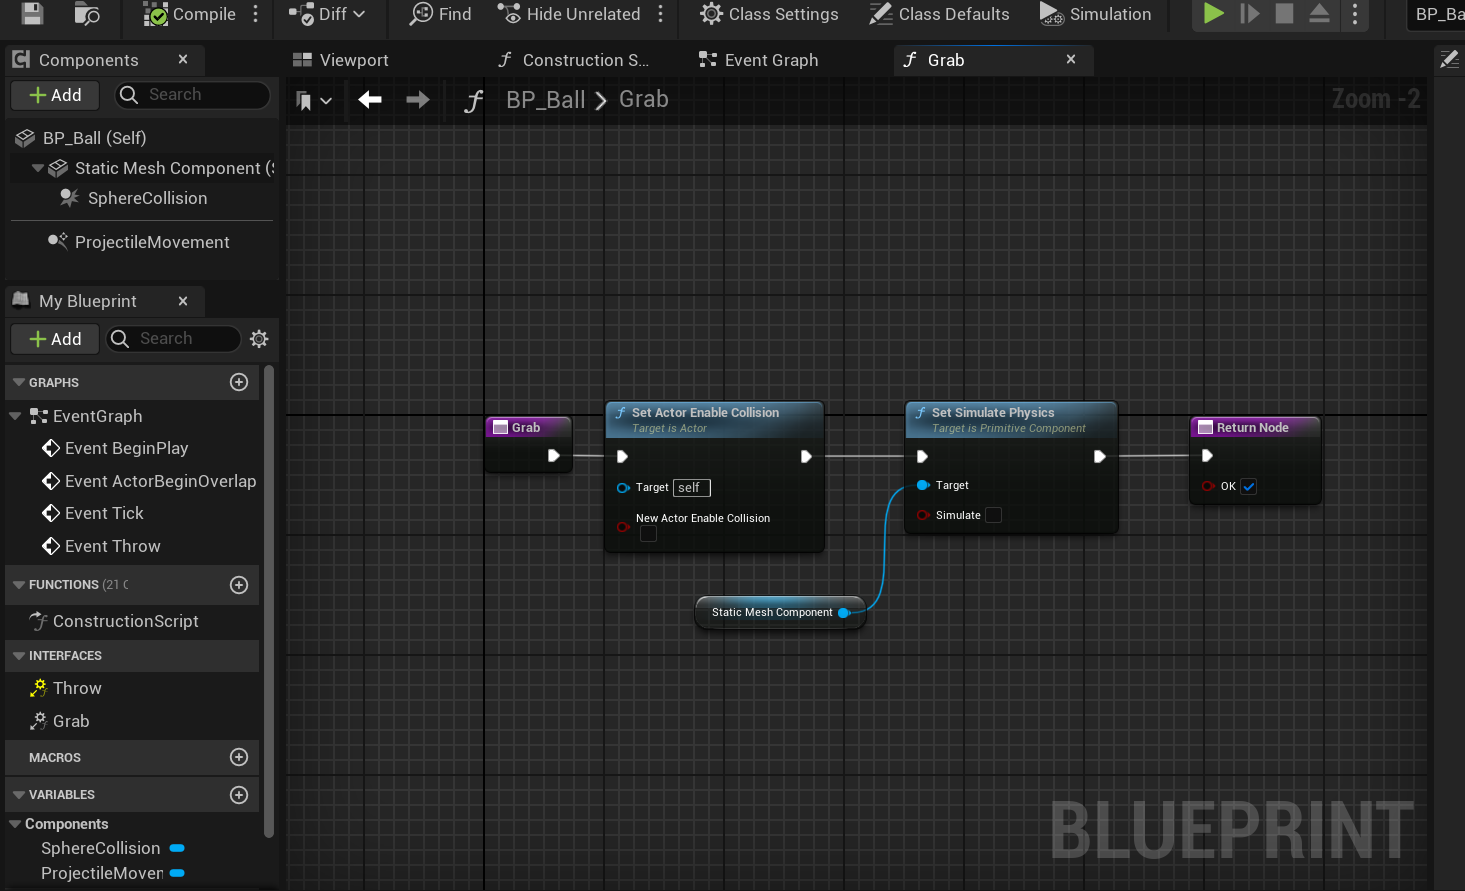 Compile
Diff
Find
Hide Unrelated
Class Settings
Class Defaults
Simulation
BP_Ba
Components
Viewport
Construction S...
Event Graph
Grab
Add
Search
BP_Ball > Grab
Zoom -2
BP_Ball (Self)
Static Mesh Component (S
SphereCollision
ProjectileMovement
My Blueprint
Add
Search
GRAPHS
EventGraph
Event BeginPlay
Event ActorBeginOverlap
Event Tick
Event Throw
FUNCTIONS (21 O
ConstructionScript
INTERFACES
Throw
Grab
MACROS
VARIABLES
Components
SphereCollision
ProjectileMoven
Grab
Set Actor Enable Collision
Target is Actor
Target self
New Actor Enable Collision
Set Simulate Physics
Target is Primitive Component
Target
Simulate
Return Node
OK
Static Mesh Component
BLUEPRINT